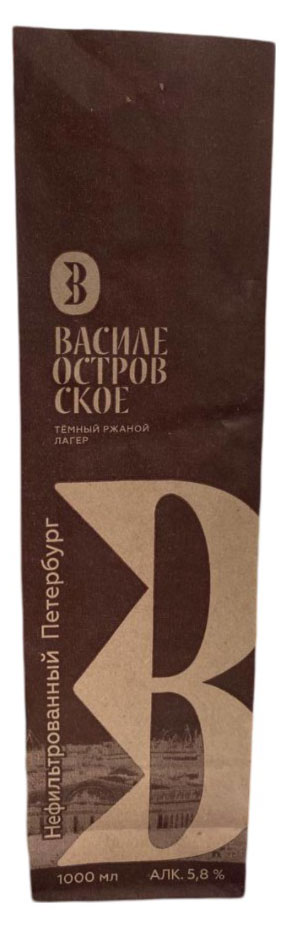 В
ВАСИЛЕ
ОСТРОВ
СКОЕ
ТЁМНЫЙ РЖАНОЙ
ЛАГЕР
Нефильтрованный Петербург
В
1000 мл АЛК. 5,8 %